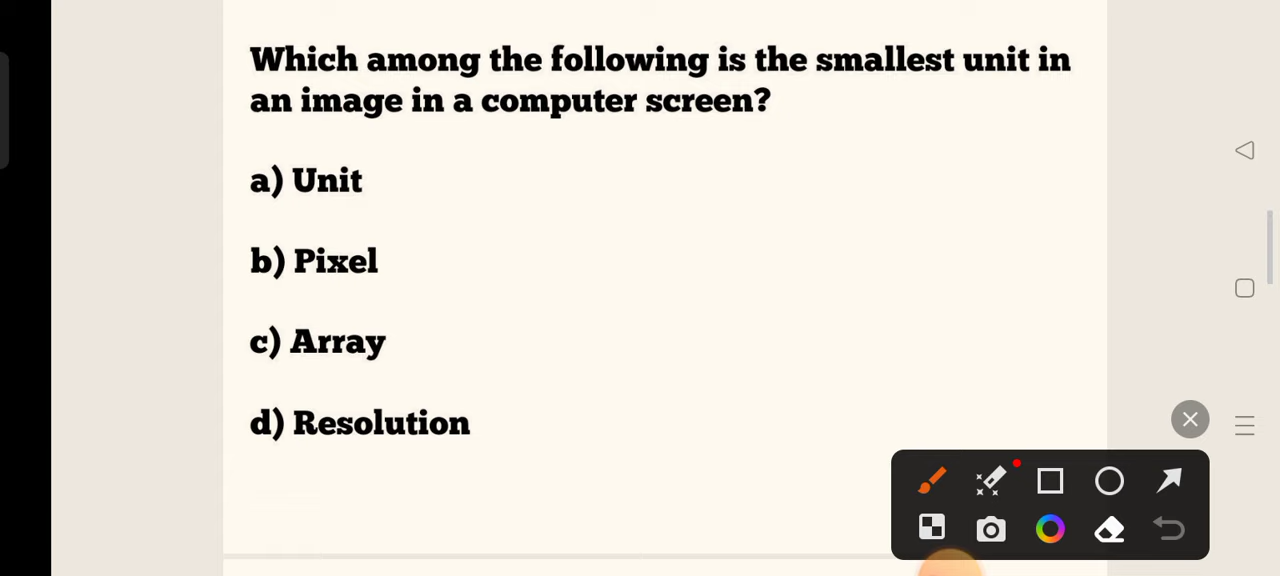 Which among the following is the smallest unit in
an image in a computer screen?
a) Unit
b) Pixel
c) Array
d) Resolution